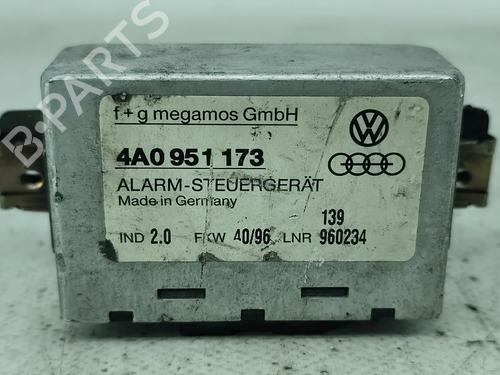 f+g megamos GmbH
4A0 951 173
ALARM-STEUERGERÄT
Made in Germany
139
IND 2.0 FKW 40/96 LNR 960234
B-PARTS